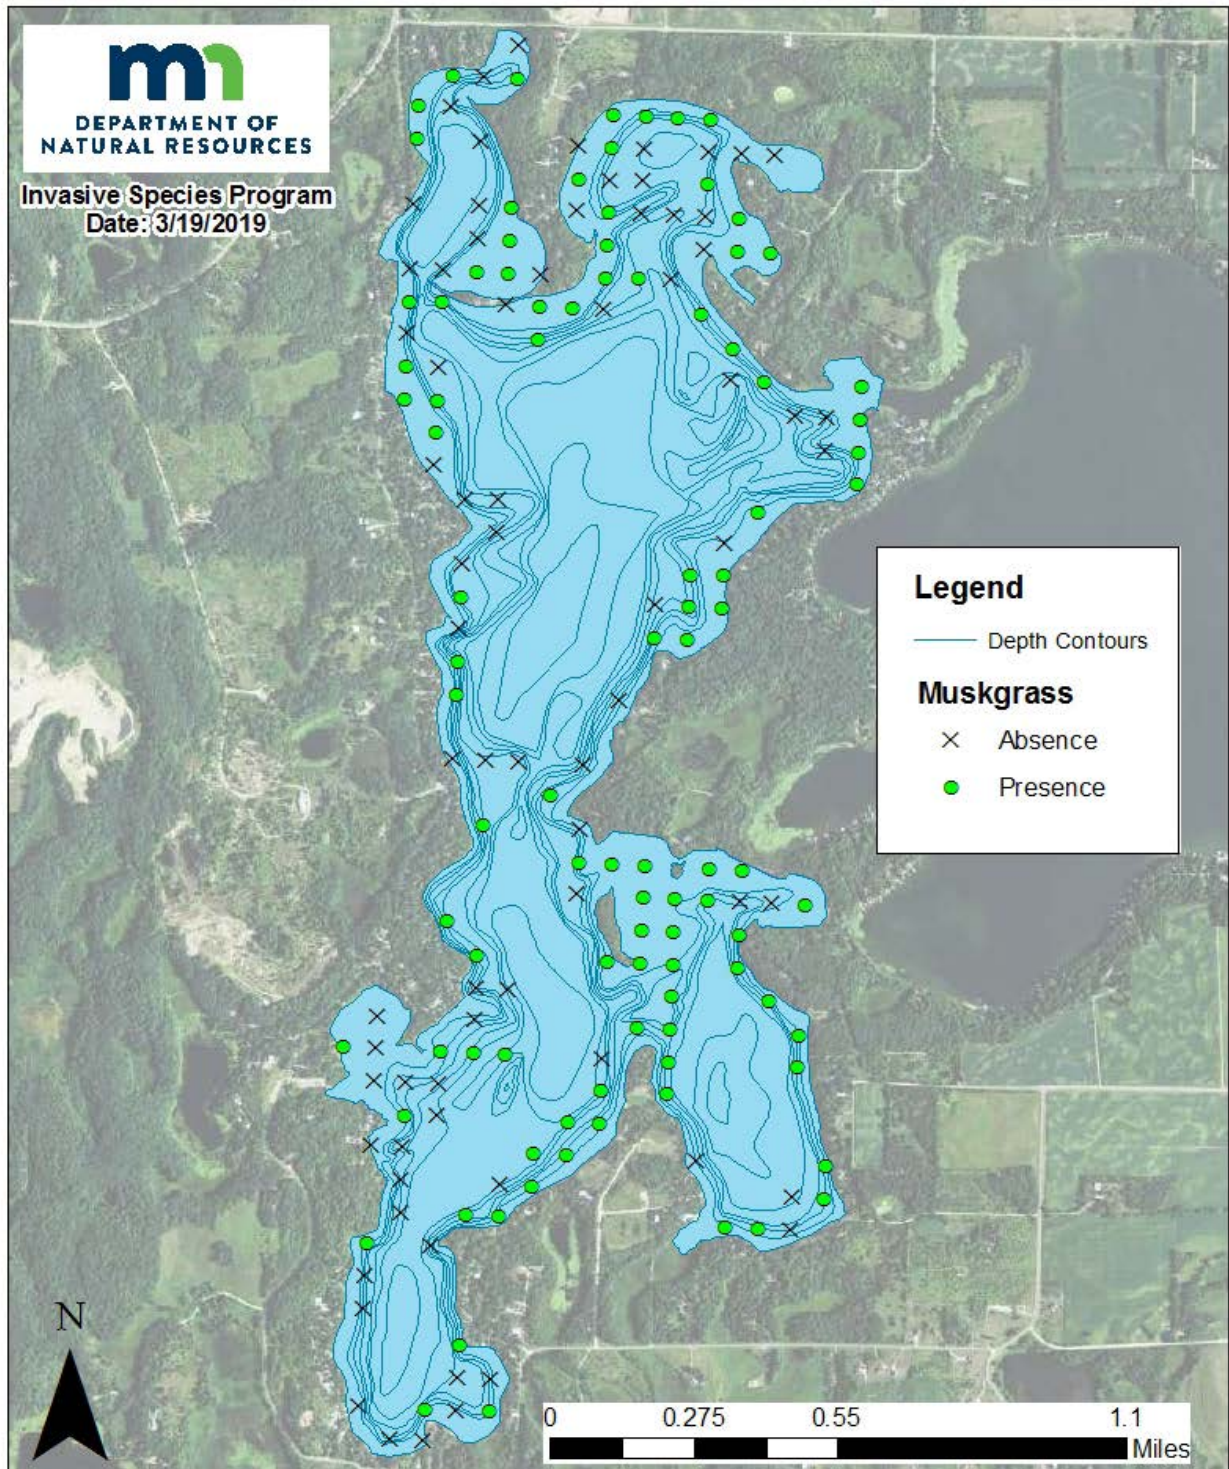 DEPARTMENT OF
NATURAL RESOURCES
Invasive Species Program
Date: 3/19/2019
Legend
Depth Contours
Muskgrass
Absence
Presence
N
0 0.275 0.55 1.1
Miles